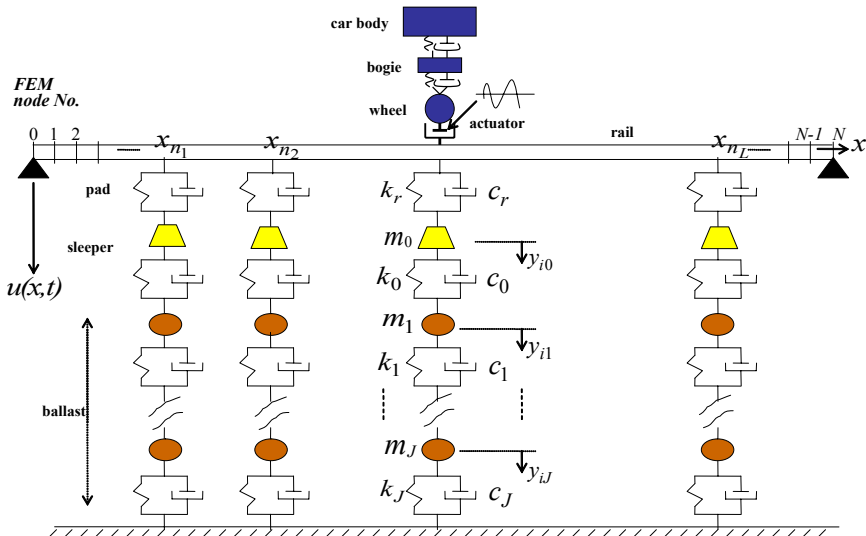 car body
bogie
wheel
actuator
FEM
node No.
0 1 2
x_{n_1} x_{n_2}
rail
x_{n_L}
N-1 N
x
pad
k_r c_r
sleeper
m_0
y_{i0}
u(x,t)
k_0 c_0
m_1
y_{i1}
k_1 c_1
ballast
m_J
y_{iJ}
k_J c_J